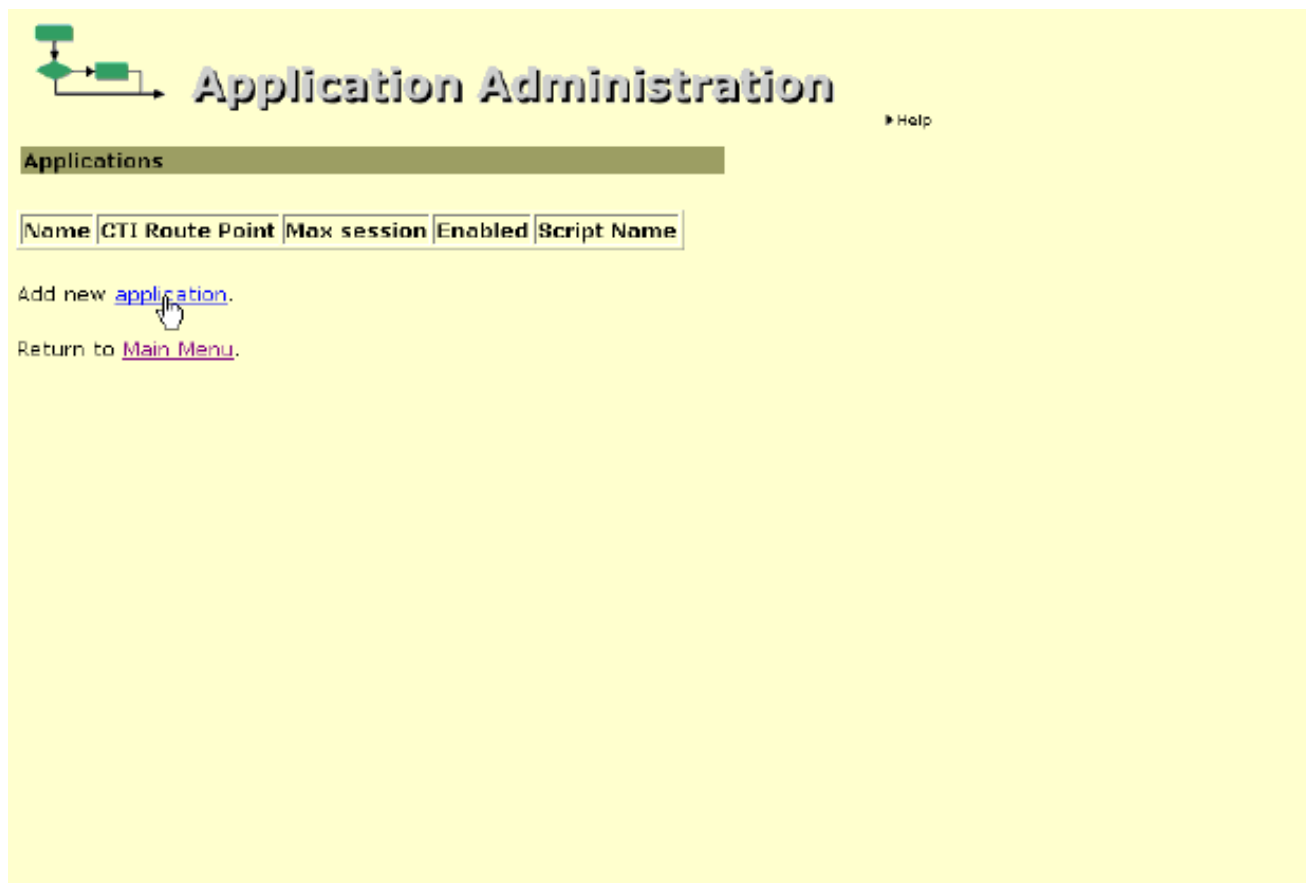 Application Administration
Help
Applications
Name CTI Route Point Max session Enabled Script Name
Add new application.
Return to Main Menu.